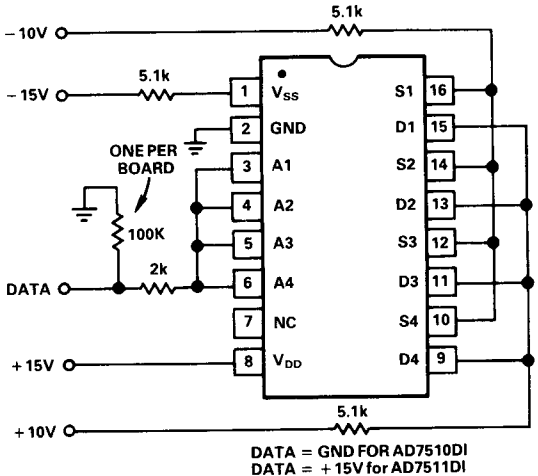 5.1k
−10V
5.1k
−15V
1 V_SS S1 16
2 GND D1 15
ONE PER
BOARD
3 A1 S2 14
4 A2 D2 13
100K
5 A3 S3 12
2k
DATA 6 A4 D3 11
7 NC S4 10
+15V 8 V_DD D4 9
5.1k
+10V
DATA = GND FOR AD7510DI
DATA = +15V for AD7511DI